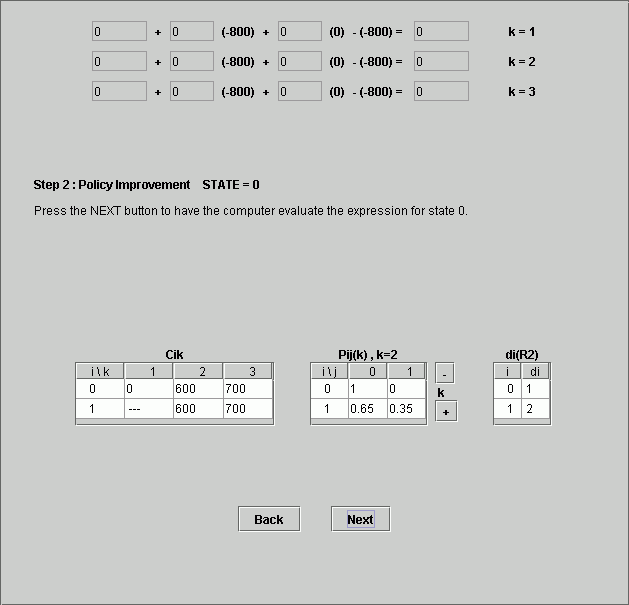 0 + 0 (-800) + 0 (0) - (-800) = 0 k = 1
0 + 0 (-800) + 0 (0) - (-800) = 0 k = 2
0 + 0 (-800) + 0 (0) - (-800) = 0 k = 3
Step 2 : Policy Improvement STATE = 0
Press the NEXT button to have the computer evaluate the expression for state 0.
Cik Pij(k) , k=2 di(R2)
i \ k 1 2 3 i \ j 0 1 - i di
0 0 600 700 0 1 0 k 0 1
1 --- 600 700 1 0.65 0.35 + 1 2
Back Next